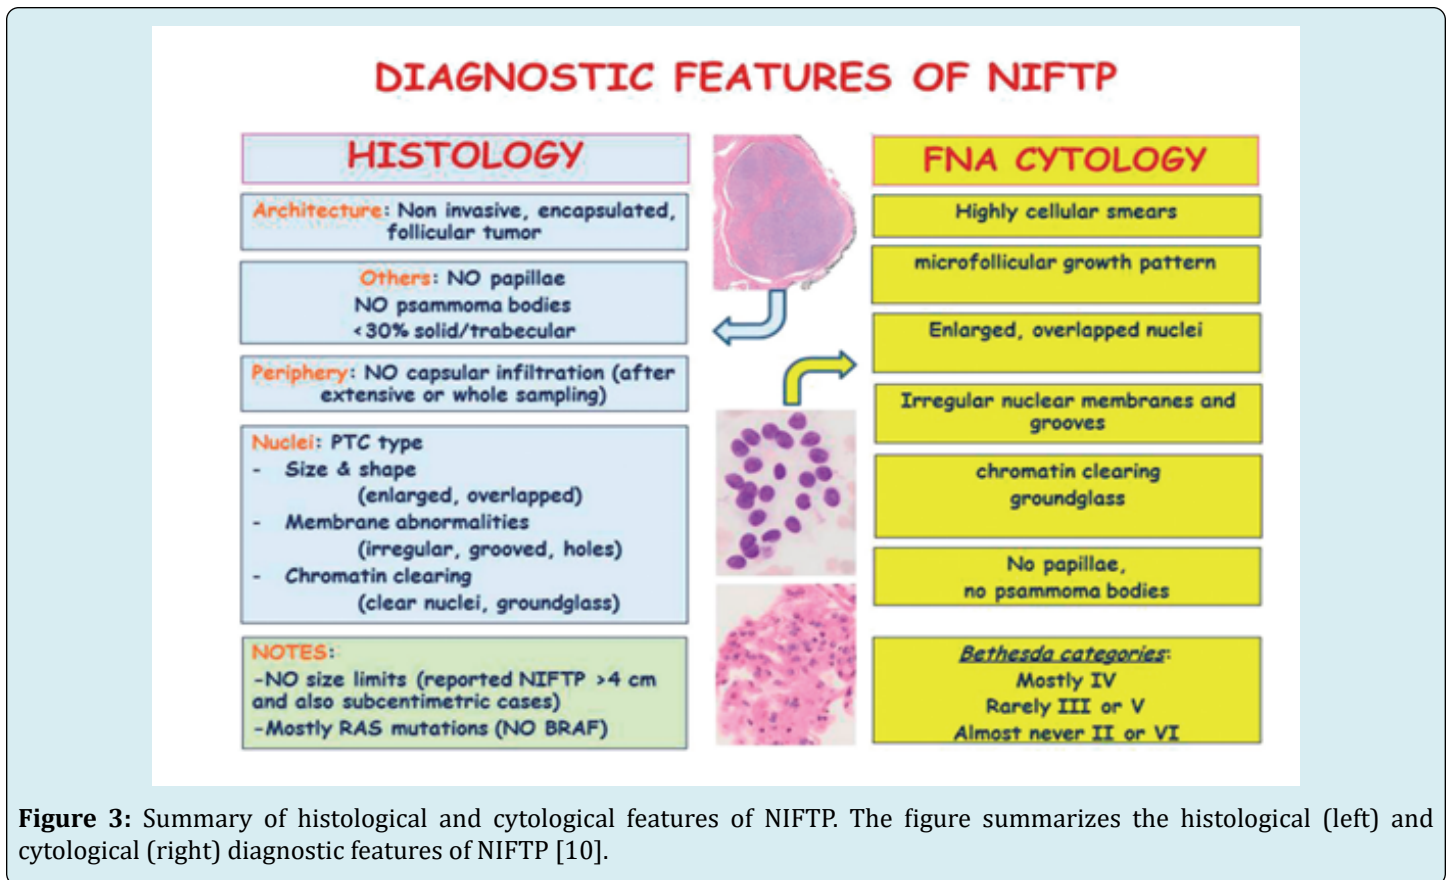 DIAGNOSTIC FEATURES OF NIFTP
HISTOLOGY
Architecture: Non invasive, encapsulated,
follicular tumor
Others: NO papillae
NO psammoma bodies
<30% solid/trabecular
Periphery: NO capsular infiltration (after
extensive or whole sampling)
Nuclei: PTC type
- Size & shape
(enlarged, overlapped)
- Membrane abnormalities
(irregular, grooved, holes)
- Chromatin clearing
(clear nuclei, groundglass)
NOTES:
-NO size limits (reported NIFTP >4 cm
and also subcentimetric cases)
-Mostly RAS mutations (NO BRAF)
FNA CYTOLOGY
Highly cellular smears
microfollicular growth pattern
Enlarged, overlapped nuclei
Irregular nuclear membranes and
grooves
chromatin clearing
groundglass
No papillae,
no psammoma bodies
Bethesda categories:
Mostly IV
Rarely III or V
Almost never II or VI
Figure 3: Summary of histological and cytological features of NIFTP. The figure summarizes the histological (left) and
cytological (right) diagnostic features of NIFTP [10].